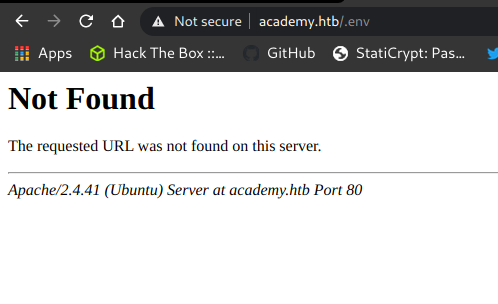 Not secure academy.htb/.env
Apps Hack The Box ::... GitHub StatiCrypt: Pas...
Not Found
The requested URL was not found on this server.
Apache/2.4.41 (Ubuntu) Server at academy.htb Port 80